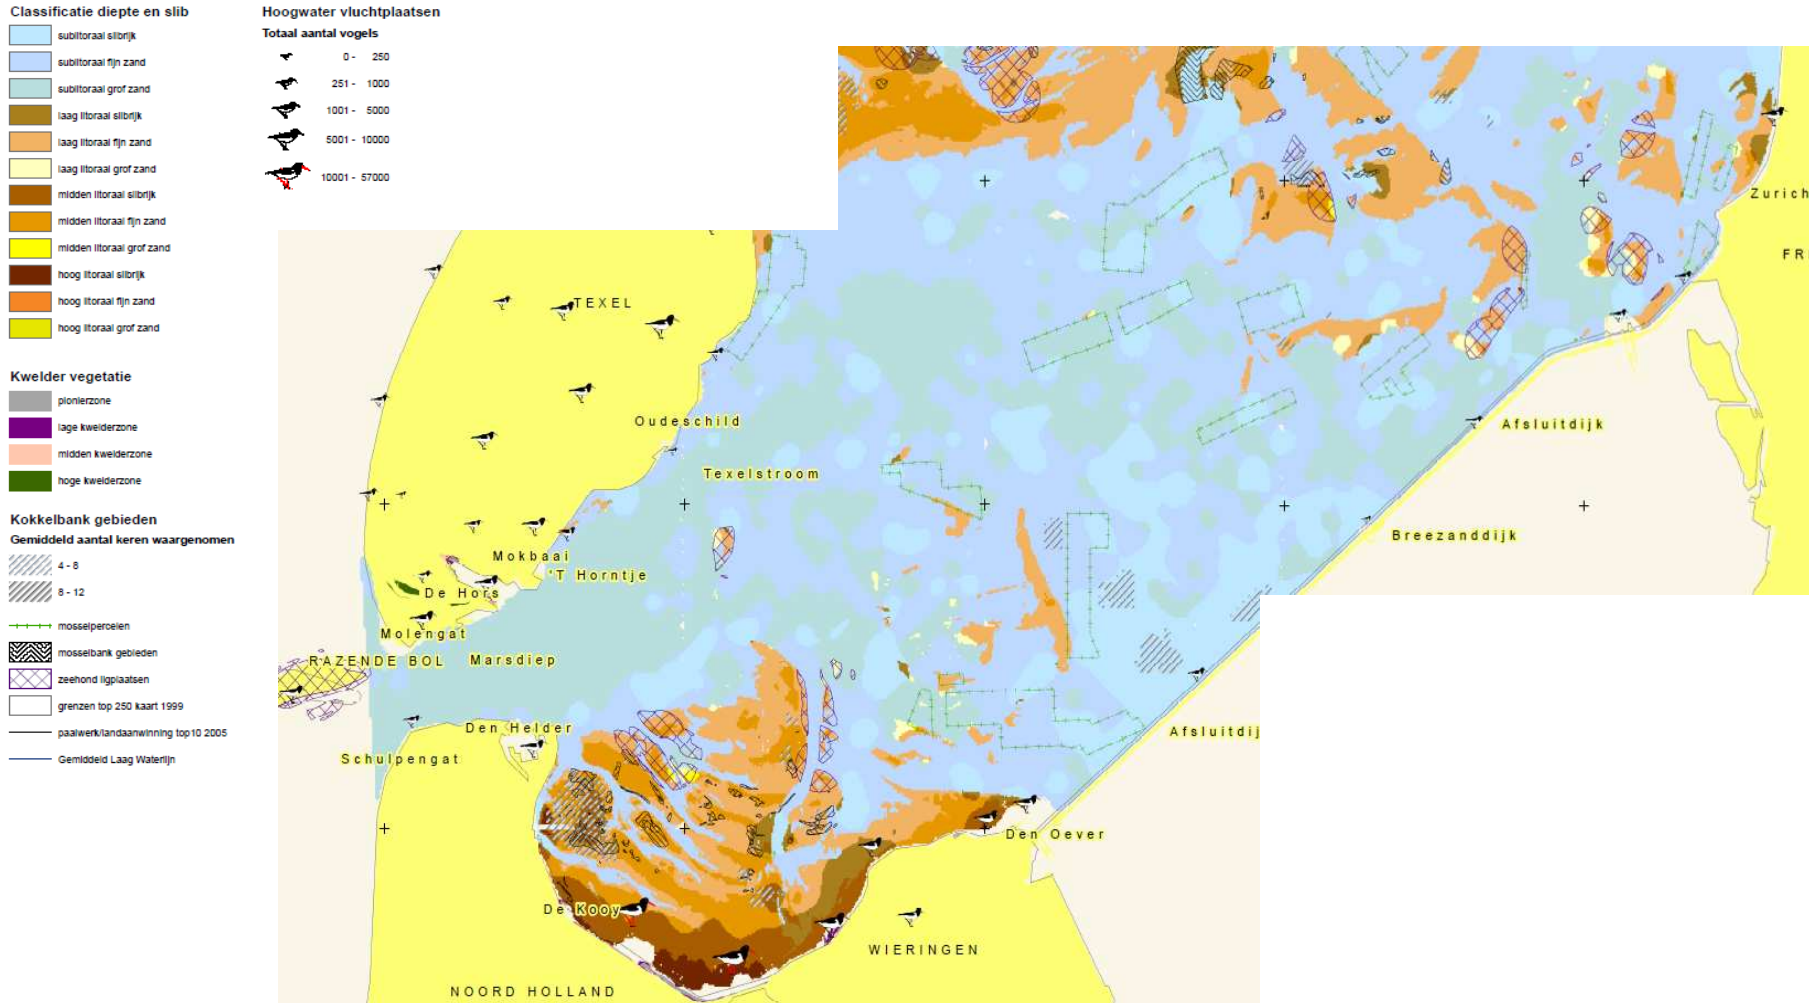 Classificatie diepte en slib
sublitoraal slibrijk
sublitoraal fijn zand
sublitoraal grof zand
laag litoraal slibrijk
laag litoraal fijn zand
laag litoraal grof zand
midden litoraal slibrijk
midden litoraal fijn zand
midden litoraal grof zand
hoog litoraal slibrijk
hoog litoraal fijn zand
hoog litoraal grof zand
Kwelder vegetatie
pionierzone
lage kwelderzone
midden kwelderzone
hoge kwelderzone
Kokkelbank gebieden
Gemiddeld aantal keren waargenomen
4 - 8
8 - 12
mosselpercelen
mosselbank gebieden
zeehond ligplaatsen
grenzen top 250 kaart 1999
paalwerk/landaanwinning top10 2005
Gemiddeld Laag Waterlijn
Hoogwater vluchtplaatsen
Totaal aantal vogels
0 - 250
251 - 1000
1001 - 5000
5001 - 10000
10001 - 57000
Zurich
FRI
TEXEL
Oudeschild
Afsluitdijk
Texelstroom
Breezanddijk
Mokbaai
'T Horntje
De Hors
Molengat
RAZENDE BOL
Marsdiep
Den Helder
Afsluitdij
Schulpengat
Den Oever
De Kooy
WIERINGEN
NOORD HOLLAND